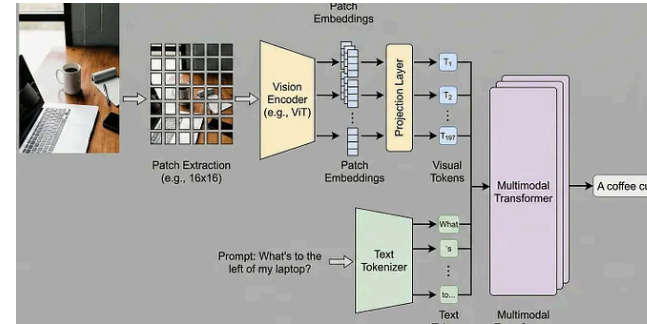 Patch
Embeddings
Vision
Encoder
(e.g., ViT)
Projection Layer
T1
T2
T197
Patch Extraction
(e.g., 16x16)
Patch
Embeddings
Visual
Tokens
Multimodal
Transformer
A coffee cu
Prompt: What's to the
left of my laptop?
Text
Tokenizer
What
's
to...
Text
Multimodal